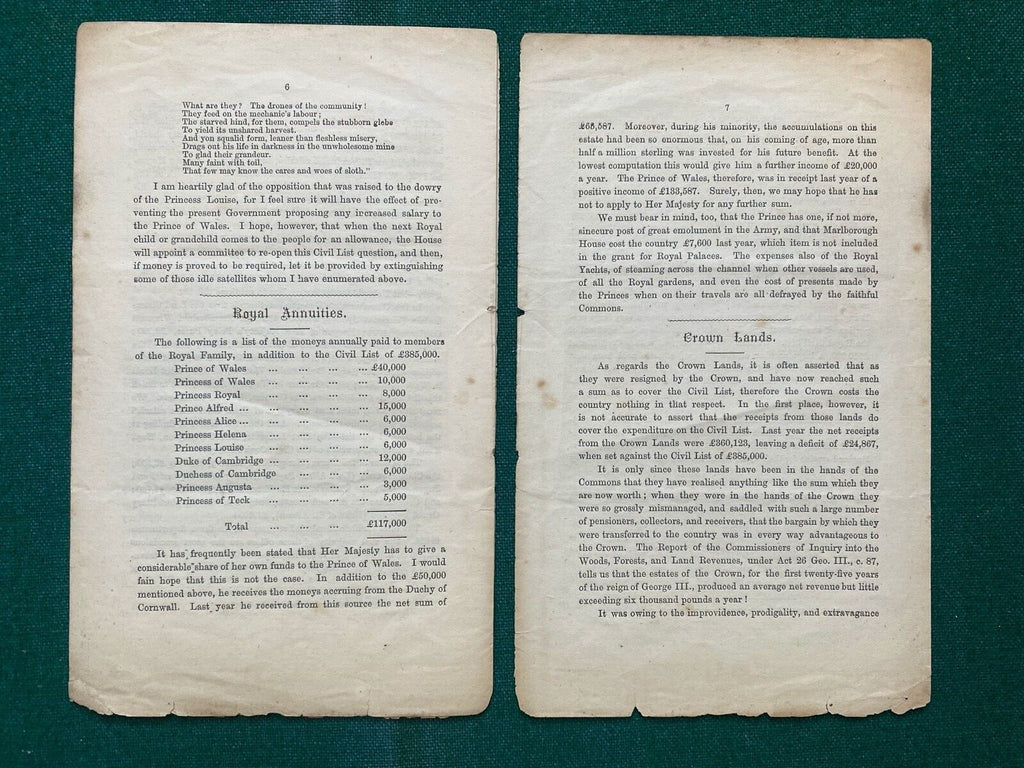 6
What are they? The drones of the community!
They feed on the mechanic's labour;
The starved hind, for them, compels the stubborn glebe
To yield its unshared harvest.
And yon squalid form, leaner than fleshless misery,
Drags out his life in darkness in the unwholesome mine
To glad their grandeur.
Many faint with toil,
That few may know the cares and woes of sloth."
I am heartily glad of the opposition that was raised to the dowry
of the Princess Louise, for I feel sure it will have the effect of pre-
venting the present Government proposing any increased salary to
the Prince of Wales. I hope, however, that when the next Royal
child or grandchild comes to the people for an allowance, the House
will appoint a committee to re-open this Civil List question, and then,
if money is proved to be required, let it be provided by extinguishing
some of those idle satellites whom I have enumerated above.
Royal Annuities.
The following is a list of the moneys annually paid to members
of the Royal Family, in addition to the Civil List of £385,000.
Prince of Wales ... ... ... ... £40,000
Princess of Wales ... ... ... ... 10,000
Princess Royal ... ... ... ... 8,000
Prince Alfred ... ... ... ... ... 15,000
Princess Alice ... ... ... ... ... 6,000
Princess Helena ... ... ... ... 6,000
Princess Louise ... ... ... ... 6,000
Duke of Cambridge ... ... ... ... 12,000
Duchess of Cambridge ... ... ... 6,000
Princess Augusta ... ... ... ... 3,000
Princess of Teck ... ... ... ... 5,000
Total ... ... ... £117,000
It has frequently been stated that Her Majesty has to give a
considerable share of her own funds to the Prince of Wales. I would
fain hope that this is not the case. In addition to the £50,000
mentioned above, he receives the moneys accruing from the Duchy of
Cornwall. Last year he received from this source the net sum of
7
£63,587. Moreover, during his minority, the accumulations on this
estate had been so enormous that, on his coming of age, more than
half a million sterling was invested for his future benefit. At the
lowest computation this would give him a further income of £20,000
a year. The Prince of Wales, therefore, was in receipt last year of a
positive income of £133,587. Surely, then, we may hope that he has
not to apply to Her Majesty for any further sum.
We must bear in mind, too, that the Prince has one, if not more,
sinecure post of great emolument in the Army, and that Marlborough
House cost the country £7,600 last year, which item is not included
in the grant for Royal Palaces. The expenses also of the Royal
Yachts, of steaming across the channel when other vessels are used,
of all the Royal gardens, and even the cost of presents made by
the Princes when on their travels are all defrayed by the faithful
Commons.
Crown Lands.
As regards the Crown Lands, it is often asserted that as
they were resigned by the Crown, and have now reached such
a sum as to cover the Civil List, therefore the Crown costs the
country nothing in that respect. In the first place, however, it
is not accurate to assert that the receipts from those lands do
cover the expenditure on the Civil List. Last year the net receipts
from the Crown Lands were £360,123, leaving a deficit of £24,867,
when set against the Civil List of £385,000.
It is only since these lands have been in the hands of the
Commons that they have realised anything like the sum which they
are now worth; when they were in the hands of the Crown they
were so grossly mismanaged, and saddled with such a large number
of pensioners, collectors, and receivers, that the bargain by which they
were transferred to the country was in every way advantageous to
the Crown. The Report of the Commissioners of Inquiry into the
Woods, Forests, and Land Revenues, under Act 26 Geo. III., c. 87,
tells us that the estates of the Crown, for the first twenty-five years
of the reign of George III., produced an average net revenue but little
exceeding six thousand pounds a year!
It was owing to the improvidence, prodigality, and extravagance